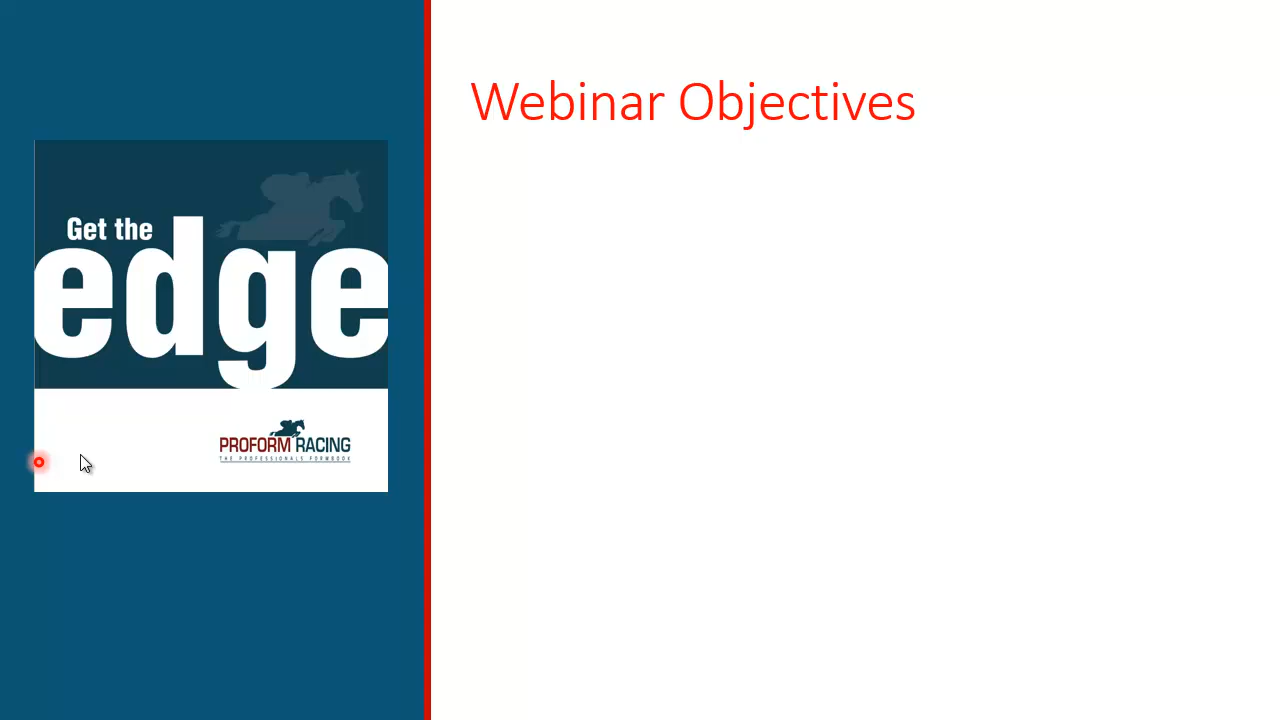 Webinar Objectives
Get the
edge
PROFORM RACING
THE PROFESSIONALS FORMBOOK